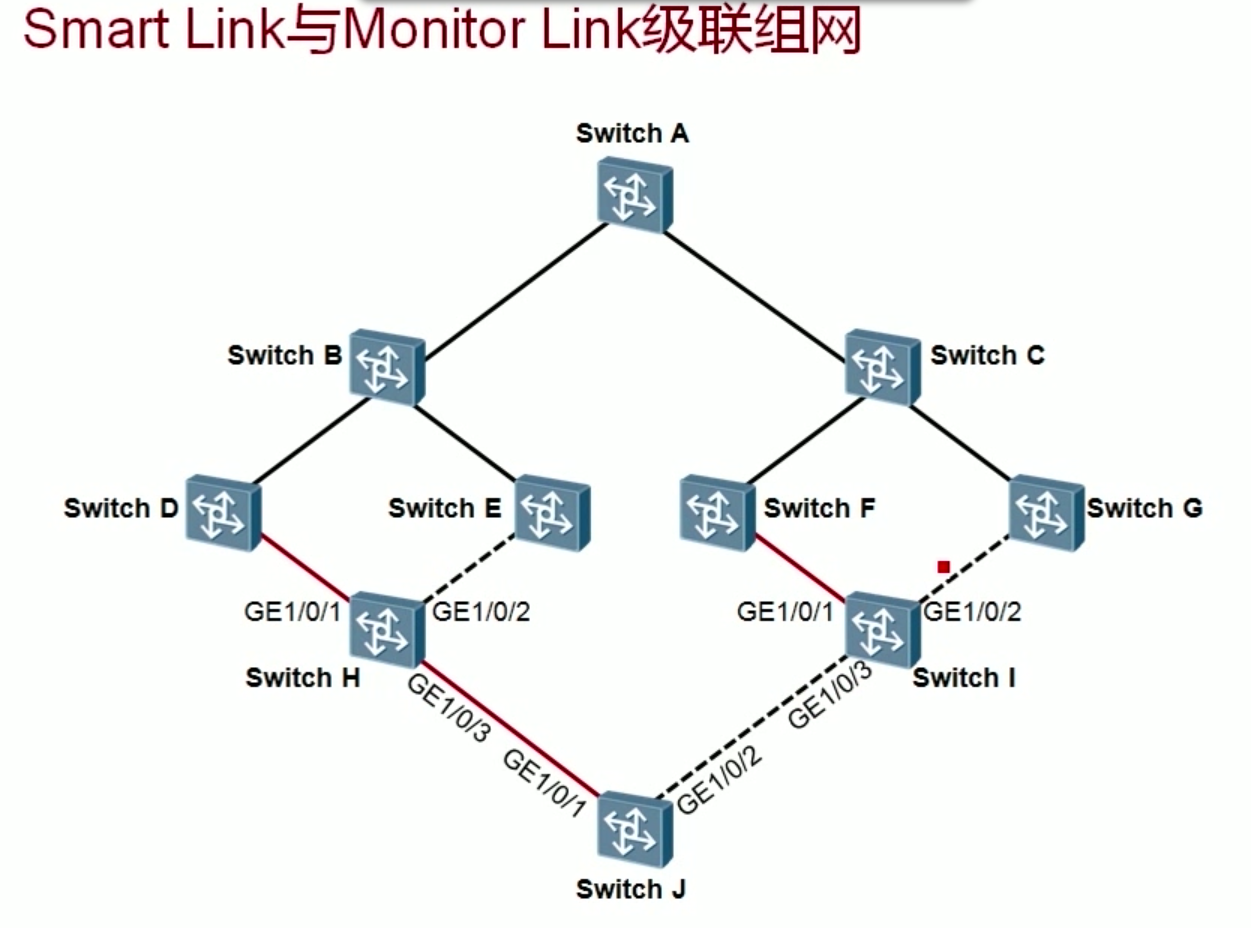 Smart Link与Monitor Link级联组网
Switch A
Switch B
Switch C
Switch D
Switch E
Switch F
Switch G
GE1/0/1
GE1/0/2
GE1/0/1
GE1/0/2
Switch H
Switch I
GE1/0/3
GE1/0/3
GE1/0/1
GE1/0/2
Switch J